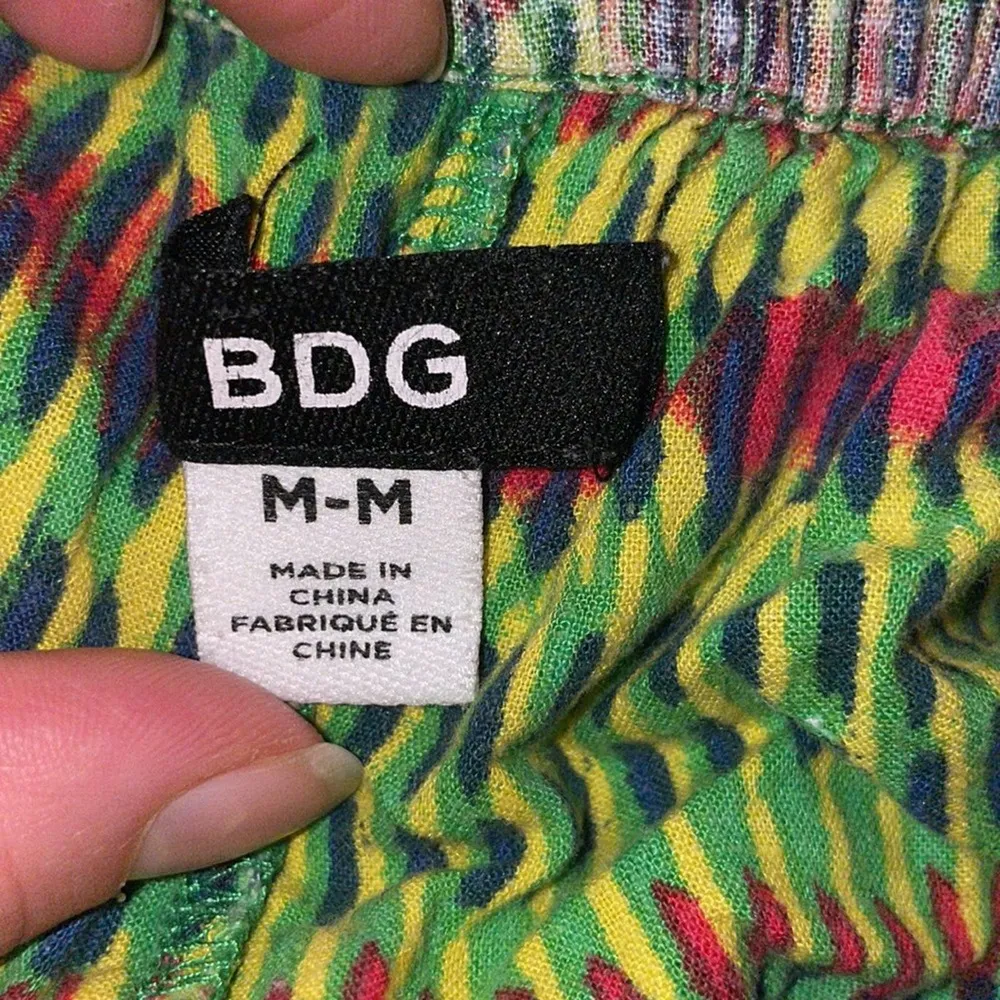 BDG
M-M
MADE IN
CHINA
FABRIQUÉ EN
CHINE